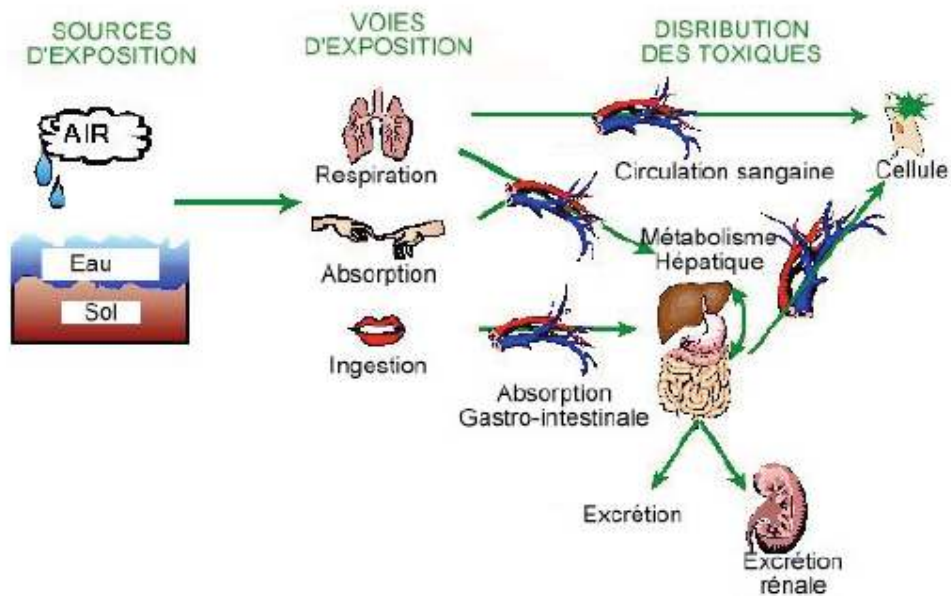 SOURCES
D'EXPOSITION
VOIES
D'EXPOSITION
DISRIBUTION
DES TOXIQUES
AIR
Eau
Sol
Respiration
Absorption
Ingestion
Circulation sangaine
Cellule
Métabolisme
Hépatique
Absorption
Gastro-intestinale
Excrétion
Excrétion
rénale